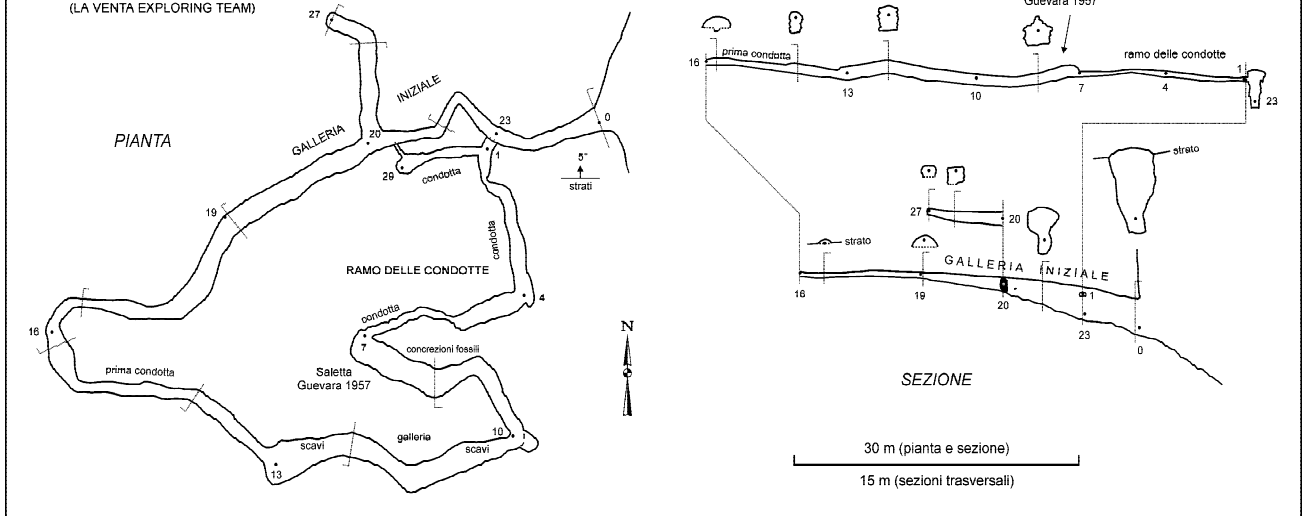 (LA VENTA EXPLORING TEAM)
27
PIANTA
GALLERIA
INIZIALE
20
23
0
1
29
condotta
5°
strati
19
condotta
RAMO DELLE CONDOTTE
4
condotta
7
concrezioni fossili
16
prima condotta
Saletta
Guevara 1957
N
10
galleria
scavi
scavi
13
Guevara 1957
16
prima condotta
13
10
7
ramo delle condotte
4
1
23
strato
27
20
strato
GALLERIA INIZIALE
16
19
20
1
23
0
SEZIONE
30 m (pianta e sezione)
15 m (sezioni trasversali)